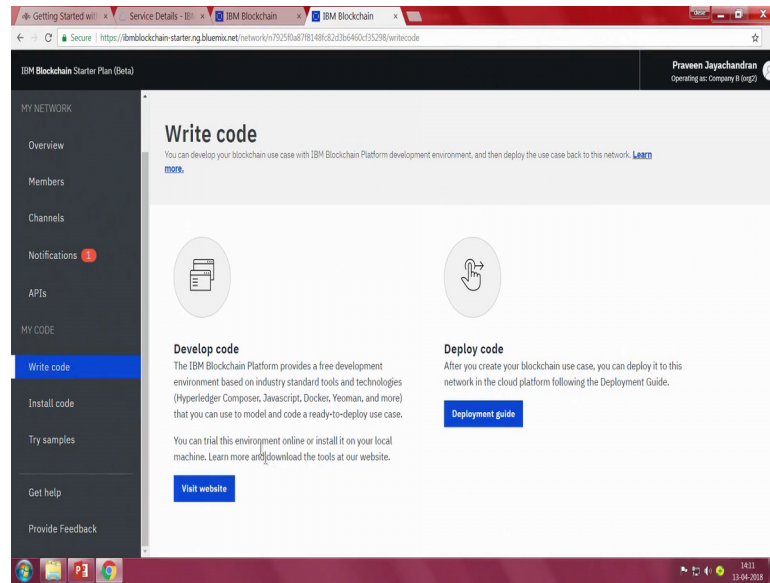 Getting Started with
Service Details - IBM
IBM Blockchain
IBM Blockchain
Secure
https://ibmblockchain-starter.ng.bluemix.net/network/n7925f0a87f8148fc82d3b6460cf35298/writecode
IBM Blockchain Starter Plan (Beta)
Praveen Jayachandran
Operating as: Company B (org2)
MY NETWORK
Overview
Members
Channels
Notifications 1
APIs
MY CODE
Write code
Install code
Try samples
Get help
Provide Feedback
Write code
You can develop your blockchain use case with IBM Blockchain Platform development environment, and then deploy the use case back to this network. Learn
more.
Develop code
The IBM Blockchain Platform provides a free development
environment based on industry standard tools and technologies
(Hyperledger Composer, Javascript, Docker, Yeoman, and more)
that you can use to model and code a ready-to-deploy use case.
You can trial this environment online or install it on your local
machine. Learn more and download the tools at our website.
Visit website
Deploy code
After you create your blockchain use case, you can deploy it to this
network in the cloud platform following the Deployment Guide.
Deployment guide
14:11
13-04-2018